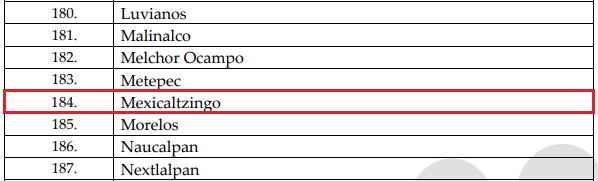 180. Luvianos
181. Malinalco
182. Melchor Ocampo
183. Metepec
184. Mexicaltzingo
185. Morelos
186. Naucalpan
187. Nextlalpan